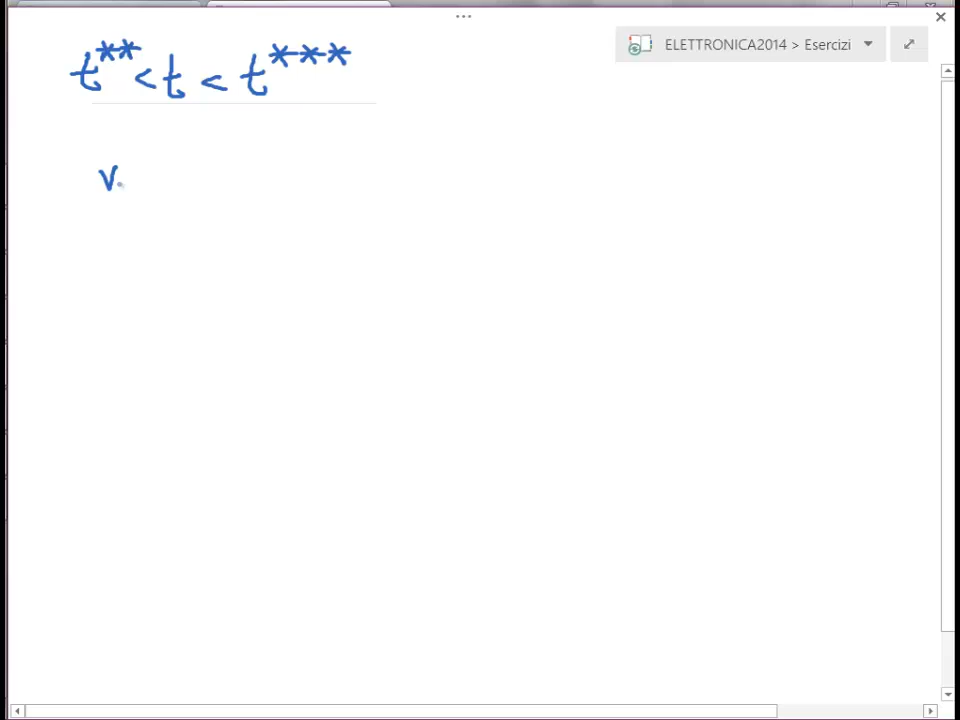 ELETTRONICA2014 > Esercizi
t** < t < t***
v